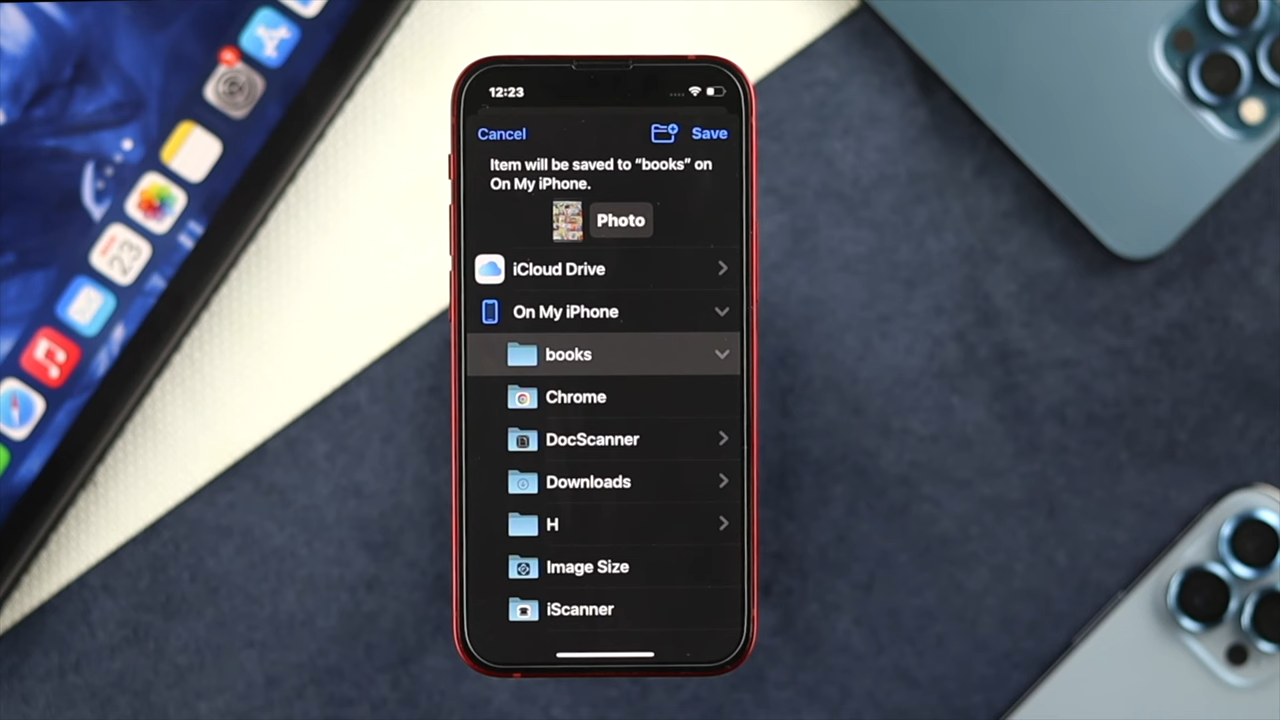 12:23
Cancel
Save
Item will be saved to “books” on
On My iPhone.
Photo
iCloud Drive
On My iPhone
books
Chrome
DocScanner
Downloads
H
Image Size
iScanner
23